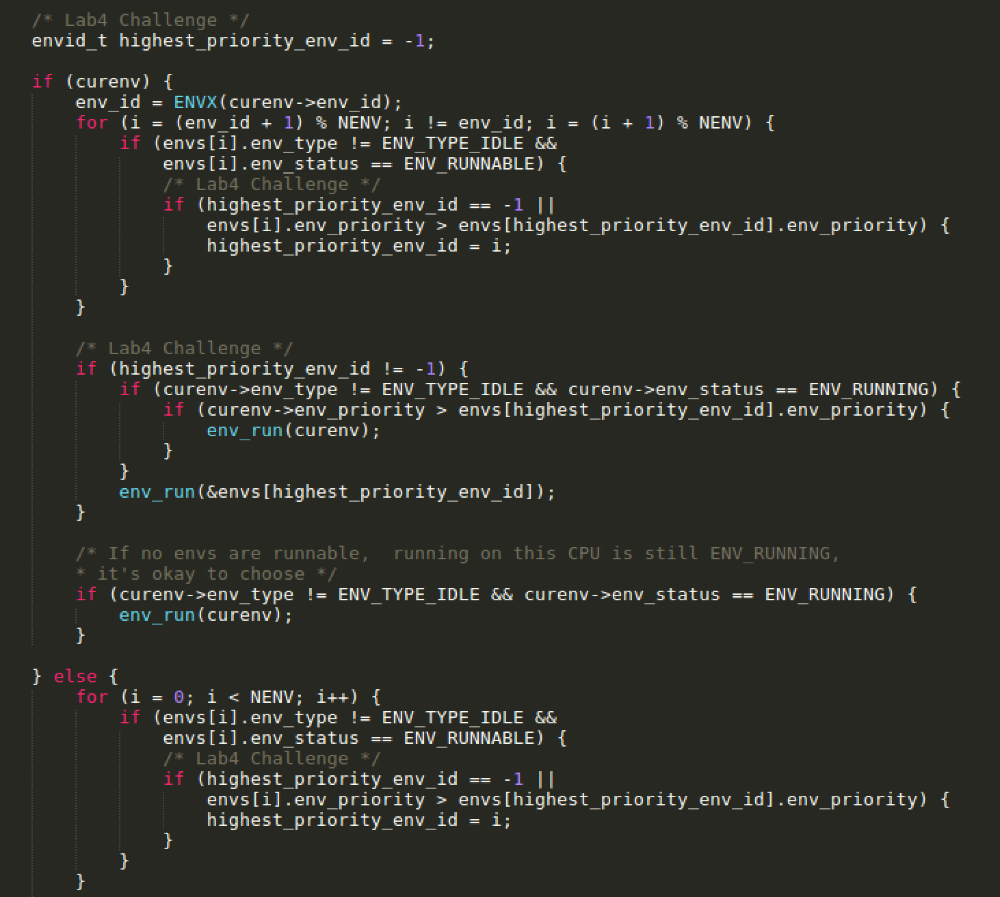 /* Lab4 Challenge */
envid_t highest_priority_env_id = -1;
if (curenv) {
env_id = ENVX(curenv->env_id);
for (i = (env_id + 1) % NENV; i != env_id; i = (i + 1) % NENV) {
if (envs[i].env_type != ENV_TYPE_IDLE &&
envs[i].env_status == ENV_RUNNABLE) {
/* Lab4 Challenge */
if (highest_priority_env_id == -1 ||
envs[i].env_priority > envs[highest_priority_env_id].env_priority) {
highest_priority_env_id = i;
}
}
}
/* Lab4 Challenge */
if (highest_priority_env_id != -1) {
if (curenv->env_type != ENV_TYPE_IDLE && curenv->env_status == ENV_RUNNING) {
if (curenv->env_priority > envs[highest_priority_env_id].env_priority) {
env_run(curenv);
}
}
env_run(&envs[highest_priority_env_id]);
}
/* If no envs are runnable,  running on this CPU is still ENV_RUNNING,
* it's okay to choose */
if (curenv->env_type != ENV_TYPE_IDLE && curenv->env_status == ENV_RUNNING) {
env_run(curenv);
}
} else {
for (i = 0; i < NENV; i++) {
if (envs[i].env_type != ENV_TYPE_IDLE &&
envs[i].env_status == ENV_RUNNABLE) {
/* Lab4 Challenge */
if (highest_priority_env_id == -1 ||
envs[i].env_priority > envs[highest_priority_env_id].env_priority) {
highest_priority_env_id = i;
}
}
}